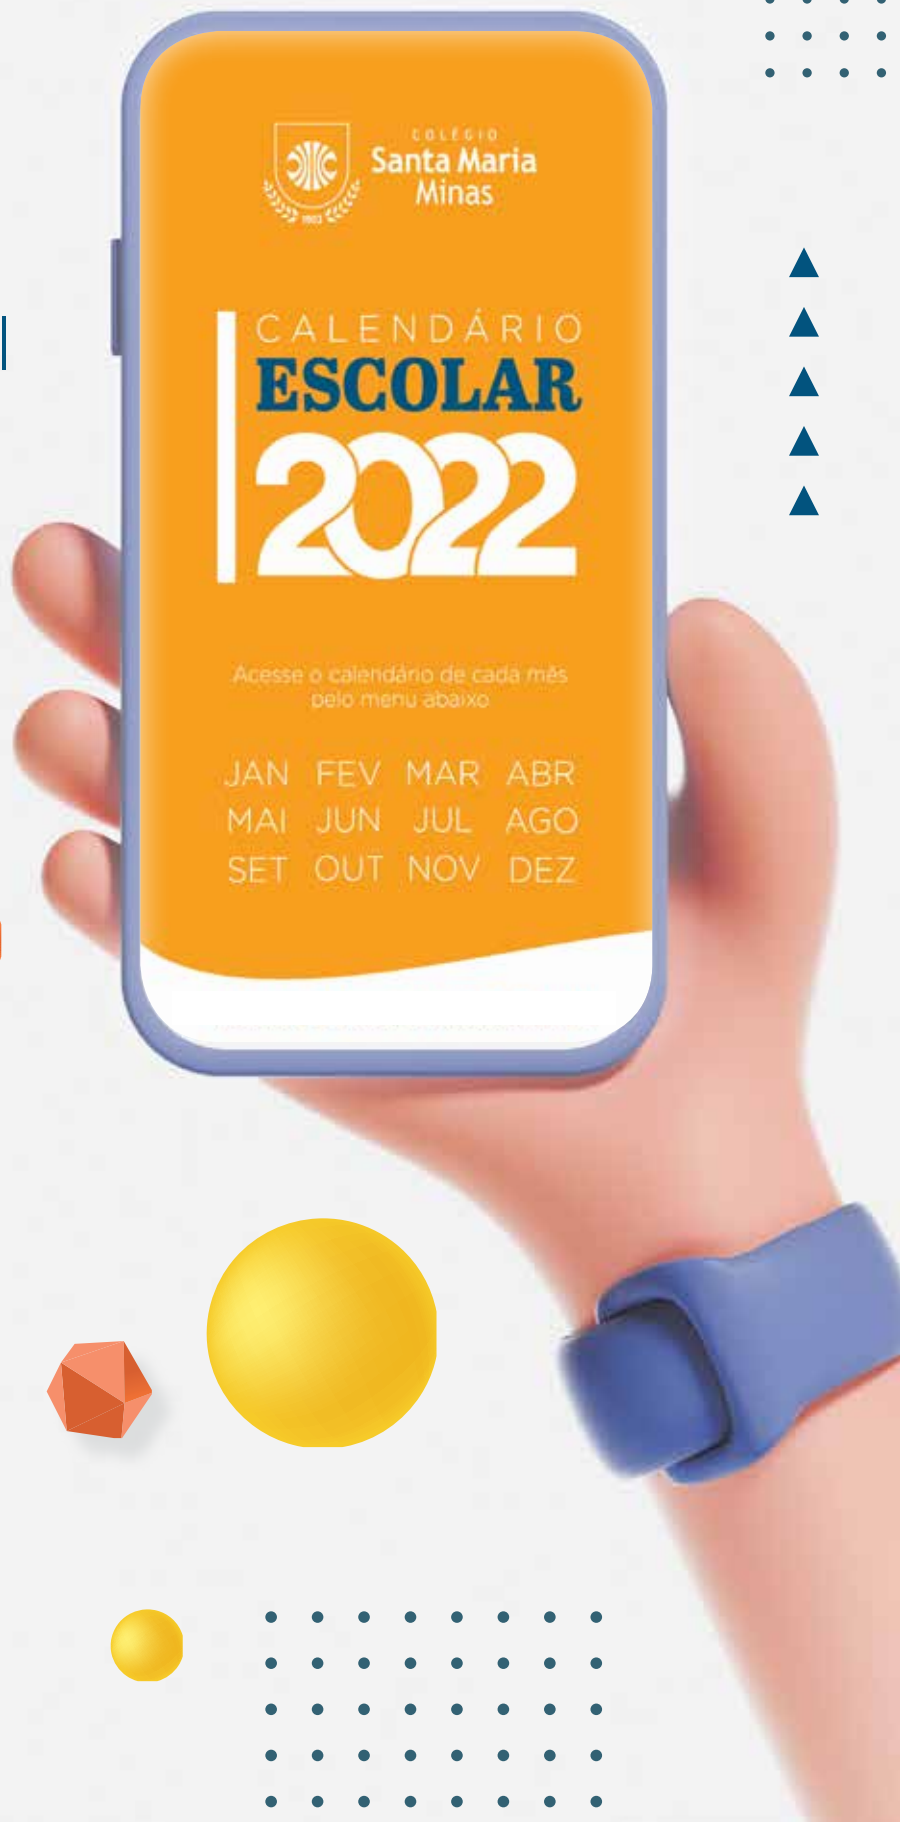 COLÉGIO
Santa Maria
Minas
1903
CALENDÁRIO
ESCOLAR
2022
Acesse o calendário de cada mês
pelo menu abaixo
JAN FEV MAR ABR
MAI JUN JUL AGO
SET OUT NOV DEZ